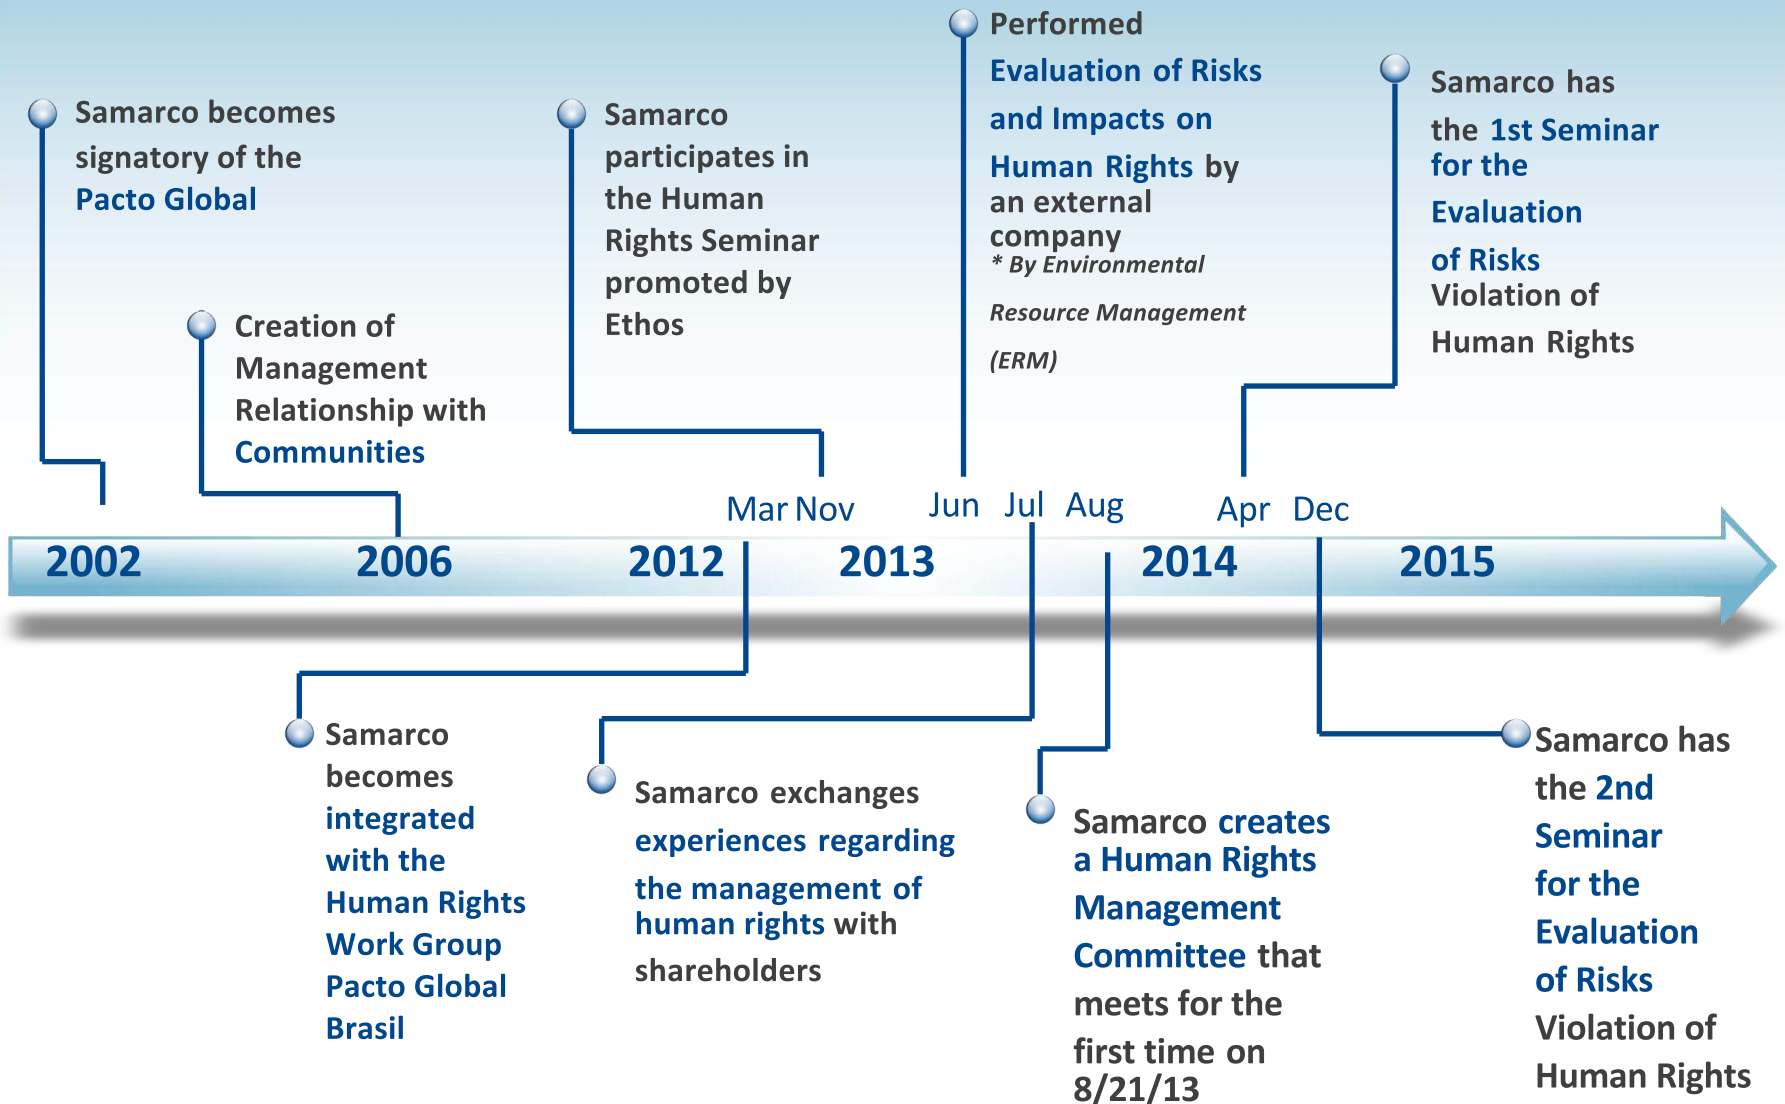 Samarco becomes
signatory of the
Pacto Global
Creation of
Management
Relationship with
Communities
Samarco
participates in
the Human
Rights Seminar
promoted by
Ethos
Performed
Evaluation of Risks
and Impacts on
Human Rights by
an external
company
* By Environmental
Resource Management
(ERM)
Samarco has
the 1st Seminar
for the
Evaluation
of Risks
Violation of
Human Rights
Mar Nov Jun Jul Aug Apr Dec
2002 2006 2012 2013 2014 2015
Samarco
becomes
integrated
with the
Human Rights
Work Group
Pacto Global
Brasil
Samarco exchanges
experiences regarding
the management of
human rights with
shareholders
Samarco creates
a Human Rights
Management
Committee that
meets for the
first time on
8/21/13
Samarco has
the 2nd
Seminar
for the
Evaluation
of Risks
Violation of
Human Rights